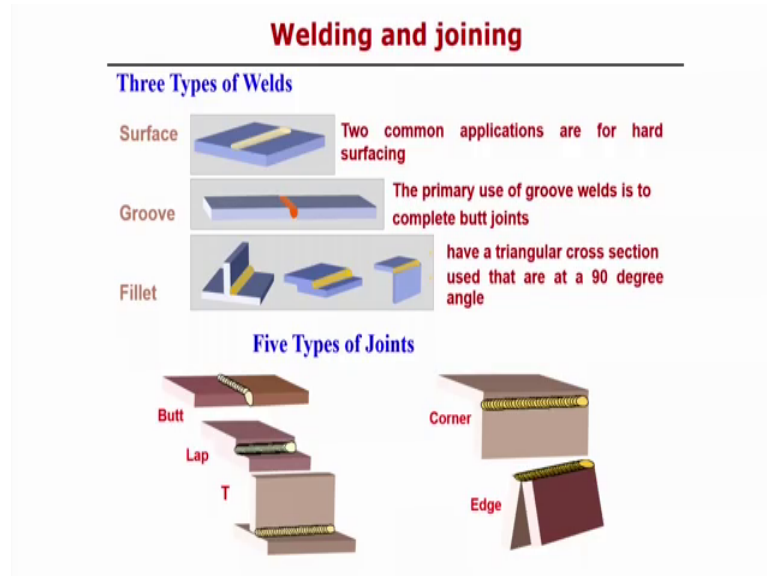 Welding and joining
Three Types of Welds
Surface
Two common applications are for hard
surfacing
Groove
The primary use of groove welds is to
complete butt joints
Fillet
have a triangular cross section
used that are at a 90 degree
angle
Five Types of Joints
Butt
Lap
T
Corner
Edge